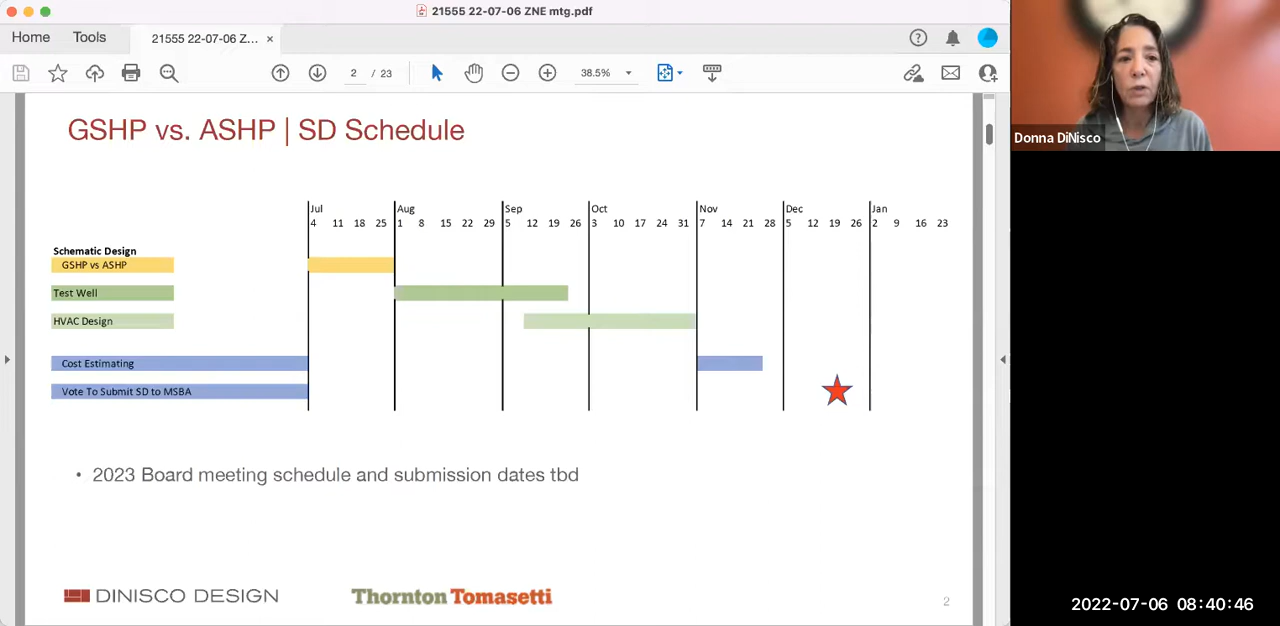 21555 22-07-06 ZNE mtg.pdf
Home Tools 21555 22-07-06 Z... ×
2 / 23 38.5%
Donna DiNisco
GSHP vs. ASHP | SD Schedule
Jul Aug Sep Oct Nov Dec Jan
4 11 18 25 1 8 15 22 29 5 12 19 26 3 10 17 24 31 7 14 21 28 5 12 19 26 2 9 16 23
Schematic Design
GSHP vs ASHP
Test Well
HVAC Design
Cost Estimating
Vote To Submit SD to MSBA
• 2023 Board meeting schedule and submission dates tbd
DINISCO DESIGN Thornton Tomasetti 2
2022-07-06 08:40:46